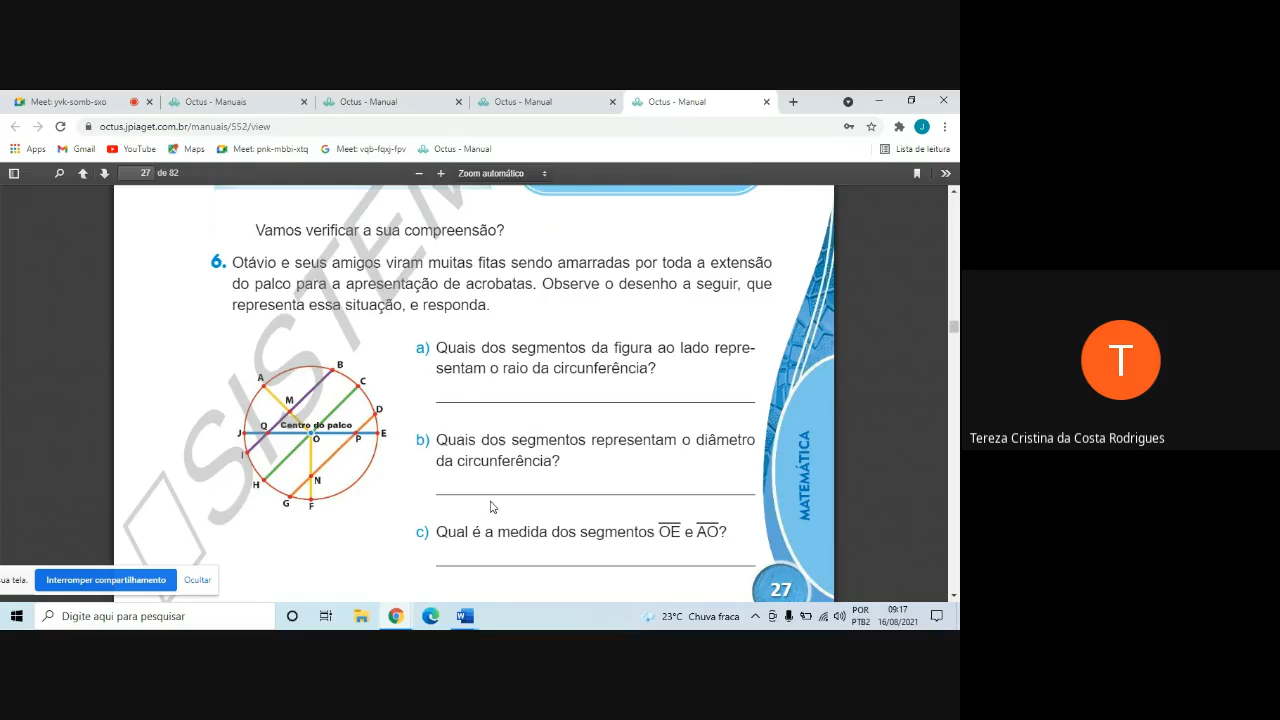 Meet: yvk-somb-sxo
Octus - Manuais
Octus - Manual
Octus - Manual
Octus - Manual
octus.jpiaget.com.br/manuais/552/view
Apps
Gmail
YouTube
Maps
Meet: pnk-mbbi-xtq
Meet: vqb-fqxj-fpv
Octus - Manual
Lista de leitura
27 de 82
Zoom automático
SISTEM
Vamos verificar a sua compreensão?
6. Otávio e seus amigos viram muitas fitas sendo amarradas por toda a extensão
do palco para a apresentação de acrobatas. Observe o desenho a seguir, que
representa essa situação, e responda.
a) Quais dos segmentos da figura ao lado repre-
sentam o raio da circunferência?
b) Quais dos segmentos representam o diâmetro
da circunferência?
c) Qual é a medida dos segmentos OE e AO?
A
B
C
M
D
Q
Centro do palco
J
O
P
E
I
H
N
G
F
MATEMÁTICA
27
sua tela.
Interromper compartilhamento
Ocultar
Digite aqui para pesquisar
23°C Chuva fraca
POR
PTB2
09:17
16/08/2021
J
T
Tereza Cristina da Costa Rodrigues